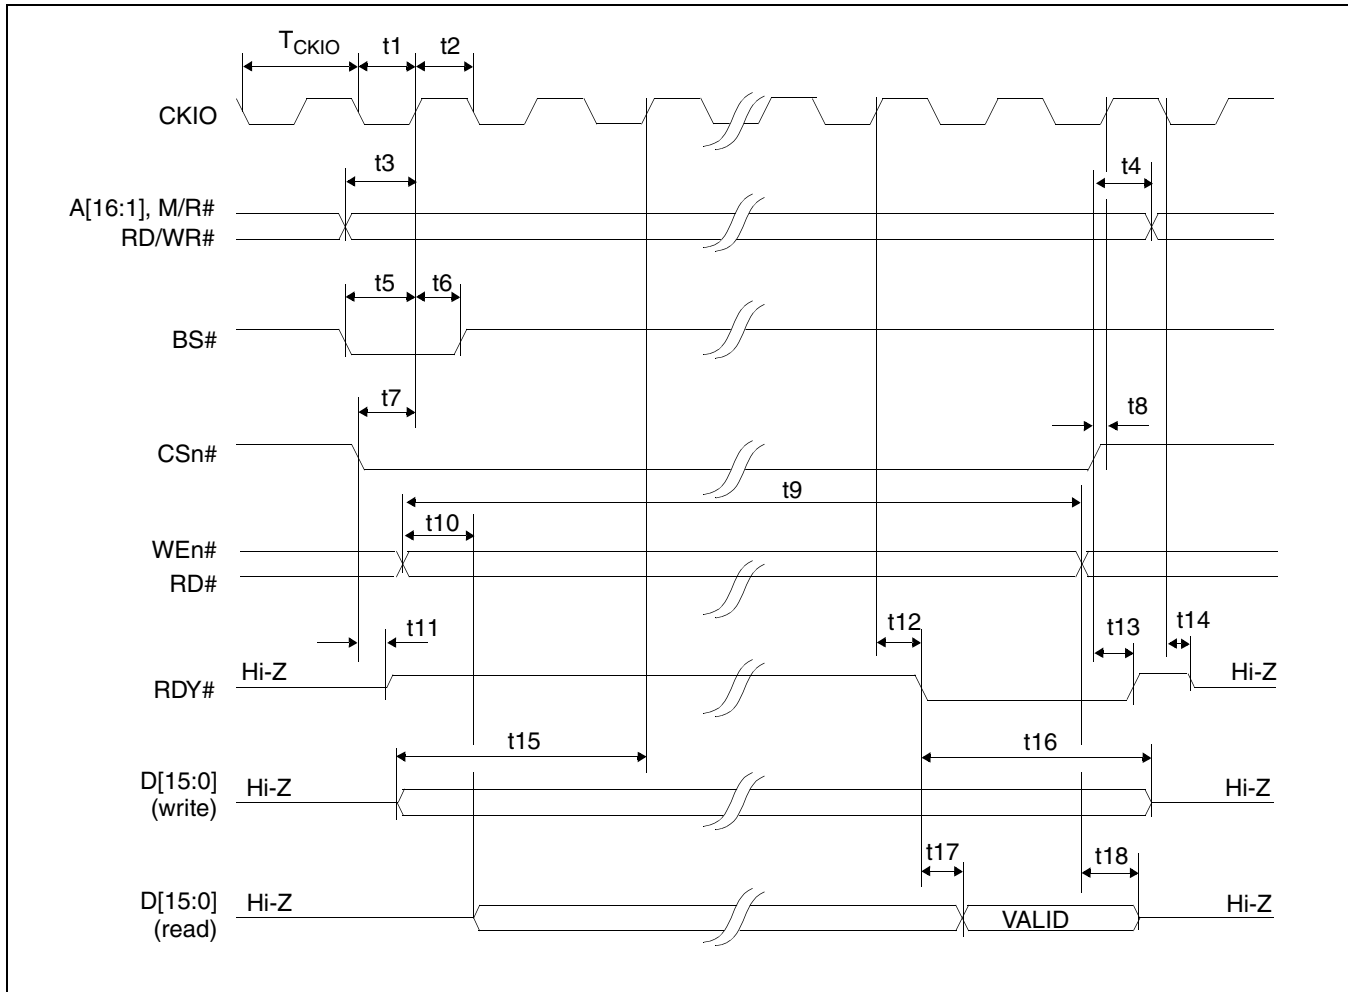 TCKIO t1 t2
CKIO
t3 t4
A[16:1], M/R#
RD/WR#
t5 t6
BS#
t7 t8
CSn#
t9
t10
WEn#
RD#
t11 t12 t13 t14
Hi-Z Hi-Z
RDY#
t15 t16
D[15:0] Hi-Z Hi-Z
(write)
t17 t18
D[15:0] Hi-Z Hi-Z
(read) VALID